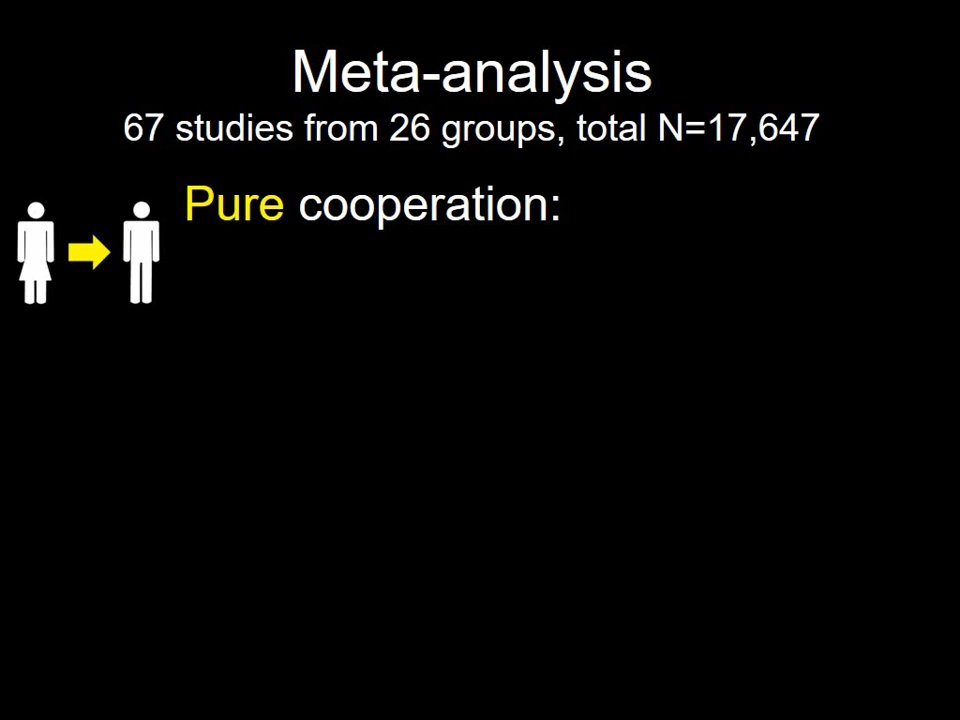 Meta-analysis
67 studies from 26 groups, total N=17,647
Pure cooperation: